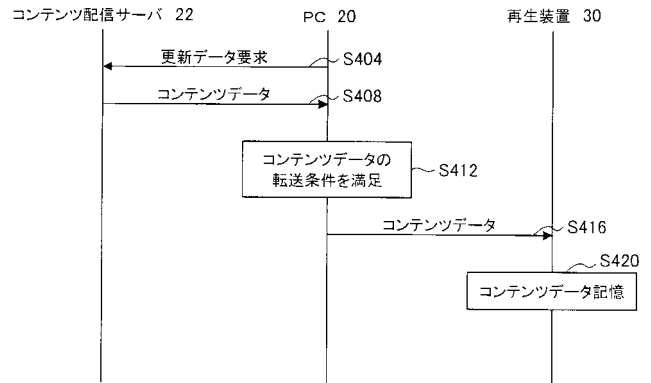 コンテンツ配信サーバ 22
PC 20
再生装置 30
更新データ要求
S404
コンテンツデータ
S408
コンテンツデータの
転送条件を満足
S412
コンテンツデータ
S416
S420
コンテンツデータ記憶